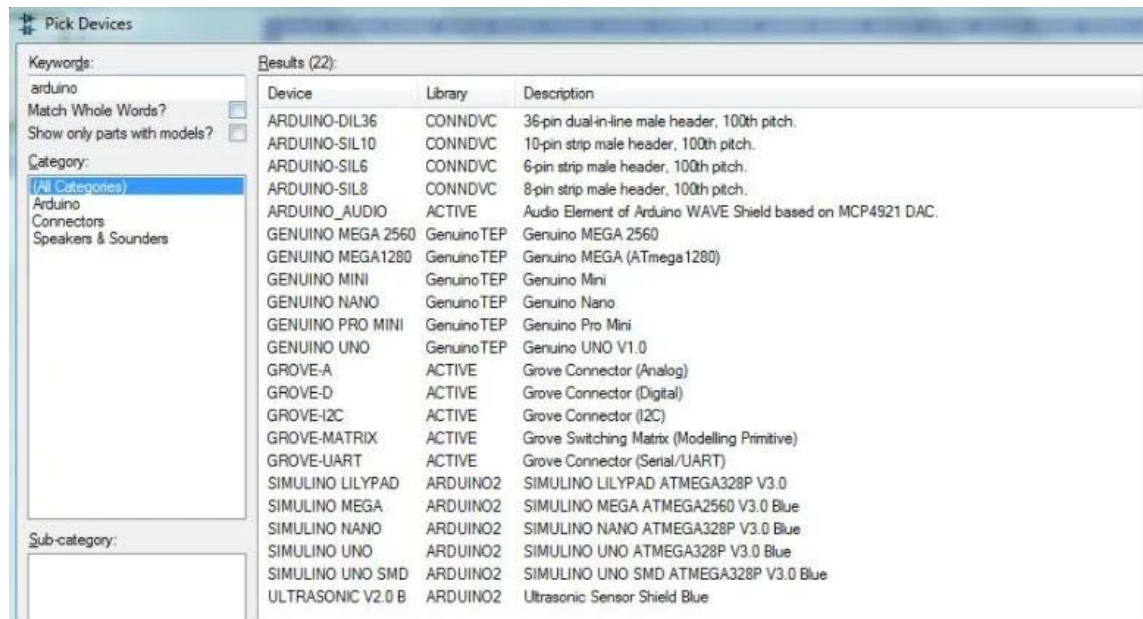 Pick Devices
Keywords:
arduino
Match Whole Words?
Show only parts with models?
Category:
(All Categories)
Arduino
Connectors
Speakers & Sounders
Sub-category:
Results (22):
Device Library Description
ARDUINO-DIL36 CONNDVC 36-pin dual-in-line male header, 100th pitch.
ARDUINO-SIL10 CONNDVC 10-pin strip male header, 100th pitch.
ARDUINO-SIL6 CONNDVC 6-pin strip male header, 100th pitch.
ARDUINO-SIL8 CONNDVC 8-pin strip male header, 100th pitch.
ARDUINO_AUDIO ACTIVE Audio Element of Arduino WAVE Shield based on MCP4921 DAC.
GENUINO MEGA 2560 GenuinoTEP Genuino MEGA 2560
GENUINO MEGA1280 GenuinoTEP Genuino MEGA (ATmega1280)
GENUINO MINI GenuinoTEP Genuino Mini
GENUINO NANO GenuinoTEP Genuino Nano
GENUINO PRO MINI GenuinoTEP Genuino Pro Mini
GENUINO UNO GenuinoTEP Genuino UNO V1.0
GROVE-A ACTIVE Grove Connector (Analog)
GROVE-D ACTIVE Grove Connector (Digital)
GROVE-I2C ACTIVE Grove Connector (I2C)
GROVE-MATRIX ACTIVE Grove Switching Matrix (Modelling Primitive)
GROVE-UART ACTIVE Grove Connector (Serial/UART)
SIMULINO LILYPAD ARDUINO2 SIMULINO LILYPAD ATMEGA328P V3.0
SIMULINO MEGA ARDUINO2 SIMULINO MEGA ATMEGA2560 V3.0 Blue
SIMULINO NANO ARDUINO2 SIMULINO NANO ATMEGA328P V3.0 Blue
SIMULINO UNO ARDUINO2 SIMULINO UNO ATMEGA328P V3.0 Blue
SIMULINO UNO SMD ARDUINO2 SIMULINO UNO SMD ATMEGA328P V3.0 Blue
ULTRASONIC V2.0 B ARDUINO2 Ultrasonic Sensor Shield Blue